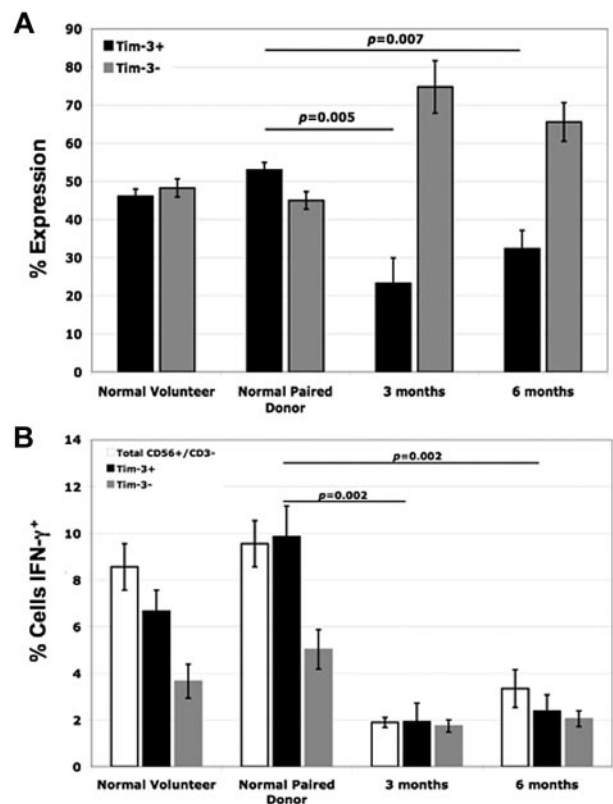 A
Tim-3+
Tim-3-
p=0.007
p=0.005
% Expression
90
80
70
60
50
40
30
20
10
0
Normal Volunteer
Normal Paired
Donor
3 months
6 months
B
Total CD56+/CD3-
Tim-3+
Tim-3-
p=0.002
p=0.002
% Cells IFN-γ+
14
12
10
8
6
4
2
0
Normal Volunteer
Normal Paired
Donor
3 months
6 months